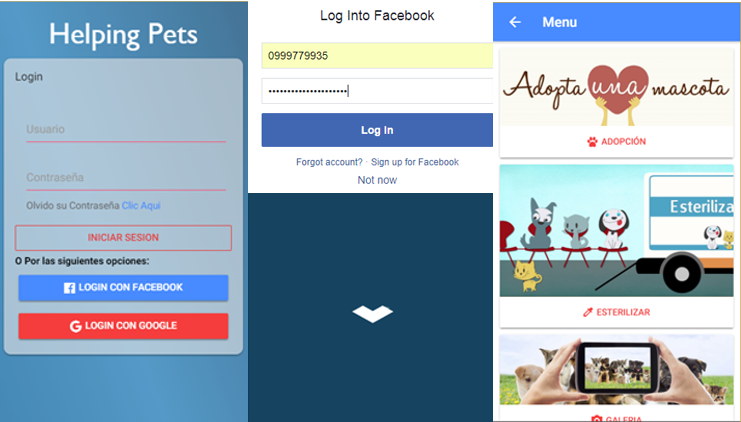 Helping Pets
Login
Usuario
Contraseña
Olvido su Contraseña Clic Aqui
INICIAR SESION
O Por las siguientes opciones:
LOGIN CON FACEBOOK
G LOGIN CON GOOGLE
Log Into Facebook
0999779935
Log In
Forgot account? · Sign up for Facebook
Not now
Menu
Adopta una mascota
ADOPCIÓN
Esteriliza
ESTERILIZAR
GALERIA